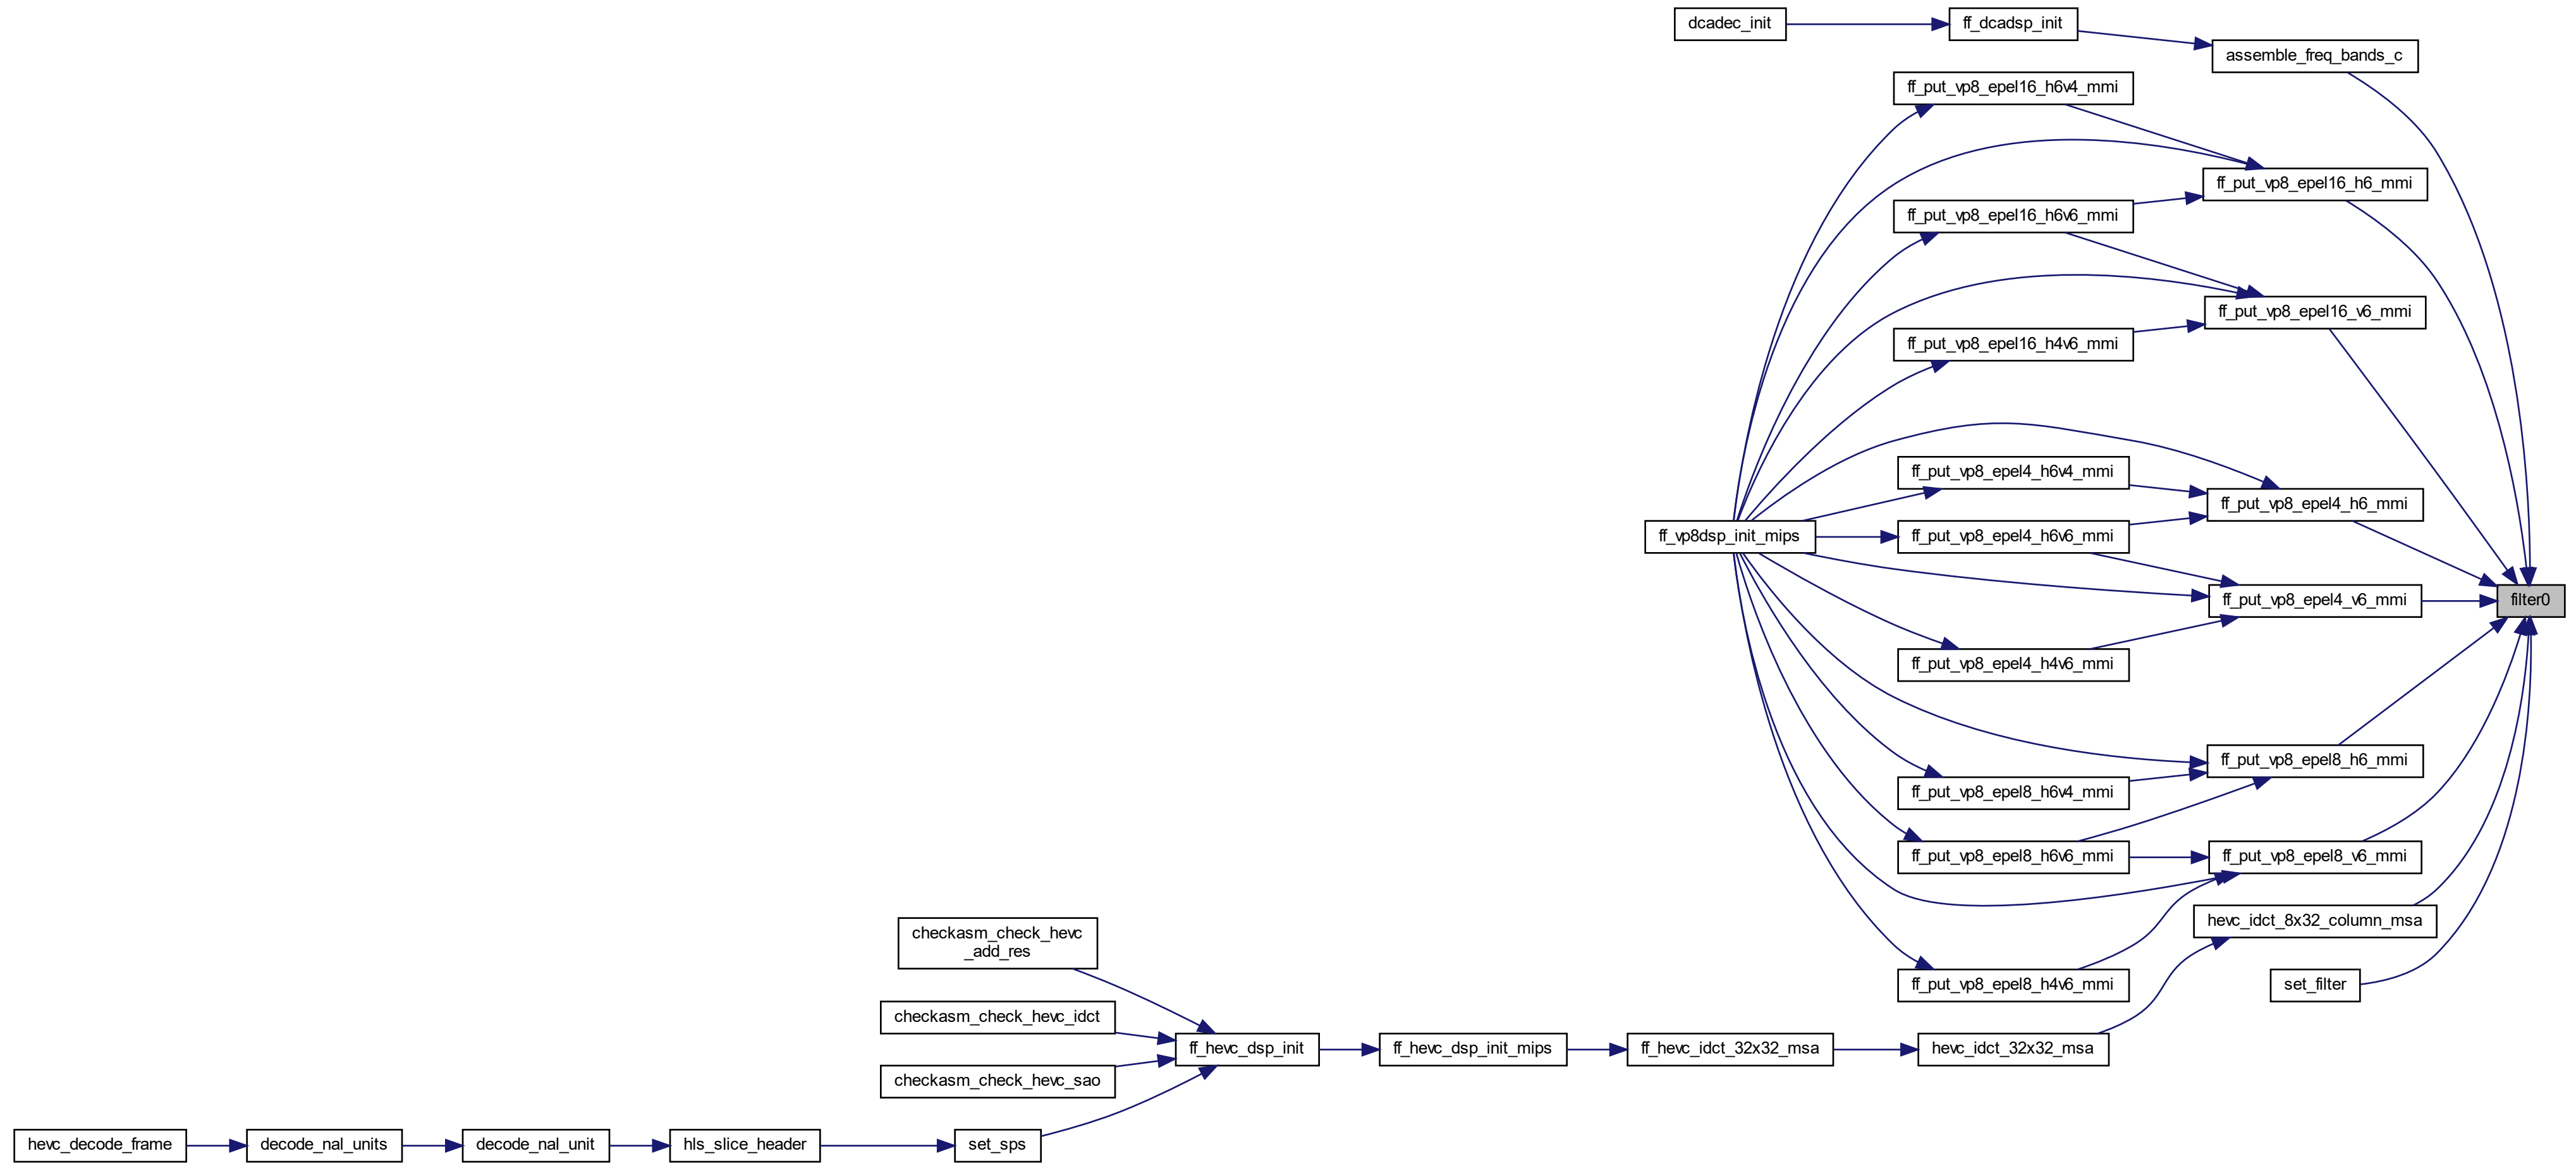 dcadec_init
ff_dcadsp_init
assemble_freq_bands_c
ff_put_vp8_epel16_h6v4_mmi
ff_put_vp8_epel16_h6_mmi
ff_put_vp8_epel16_h6v6_mmi
ff_put_vp8_epel16_v6_mmi
ff_put_vp8_epel16_h4v6_mmi
ff_put_vp8_epel4_h6v4_mmi
ff_put_vp8_epel4_h6_mmi
ff_vp8dsp_init_mips
ff_put_vp8_epel4_h6v6_mmi
ff_put_vp8_epel4_v6_mmi
filter0
ff_put_vp8_epel4_h4v6_mmi
ff_put_vp8_epel8_h6_mmi
ff_put_vp8_epel8_h6v4_mmi
ff_put_vp8_epel8_h6v6_mmi
ff_put_vp8_epel8_v6_mmi
hevc_idct_8x32_column_msa
checkasm_check_hevc
_add_res
ff_put_vp8_epel8_h4v6_mmi
set_filter
checkasm_check_hevc_idct
ff_hevc_dsp_init
ff_hevc_dsp_init_mips
ff_hevc_idct_32x32_msa
hevc_idct_32x32_msa
checkasm_check_hevc_sao
hevc_decode_frame
decode_nal_units
decode_nal_unit
hls_slice_header
set_sps